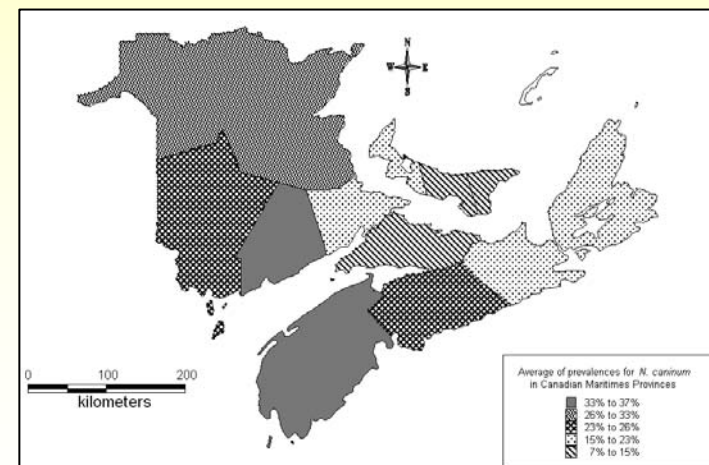 N
W E
S
0 100 200
kilometers
Average of prevalences for N. caninum
in Canadian Maritimes Provinces
33% to 37%
26% to 33%
23% to 26%
15% to 23%
7% to 15%